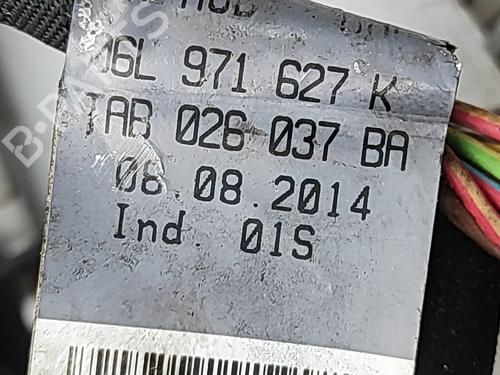 06L 971 627 K
TAB 026 037 BA
08.08.2014
Ind 01S